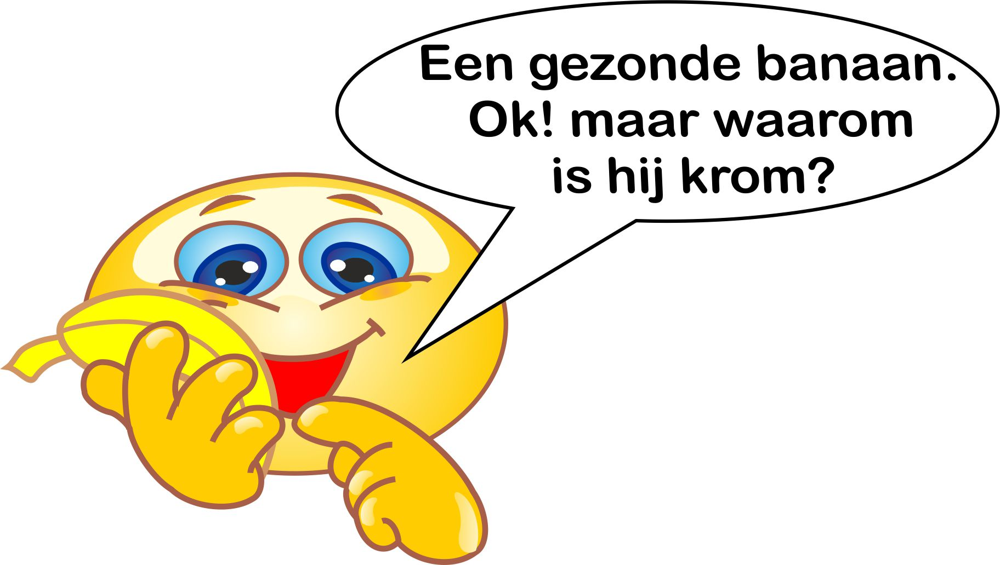 Een gezonde banaan.
Ok! maar waarom
is hij krom?